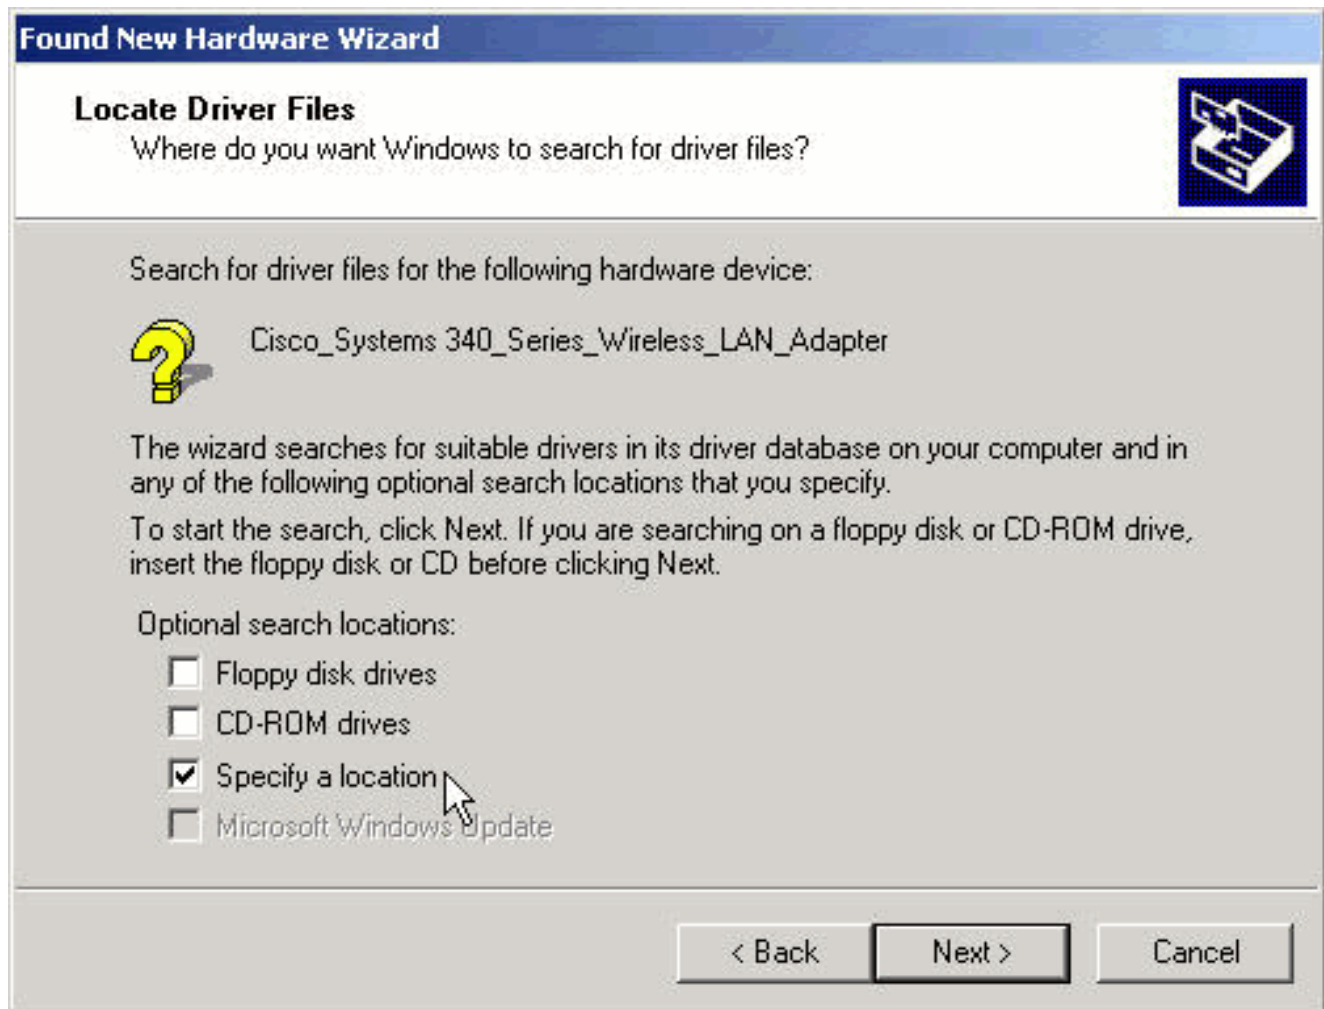 Found New Hardware Wizard
Locate Driver Files
Where do you want Windows to search for driver files?
Search for driver files for the following hardware device:
Cisco_Systems 340_Series_Wireless_LAN_Adapter
The wizard searches for suitable drivers in its driver database on your computer and in
any of the following optional search locations that you specify.
To start the search, click Next. If you are searching on a floppy disk or CD-ROM drive,
insert the floppy disk or CD before clicking Next.
Optional search locations:
Floppy disk drives
CD-ROM drives
Specify a location
Microsoft Windows Update
< Back
Next >
Cancel